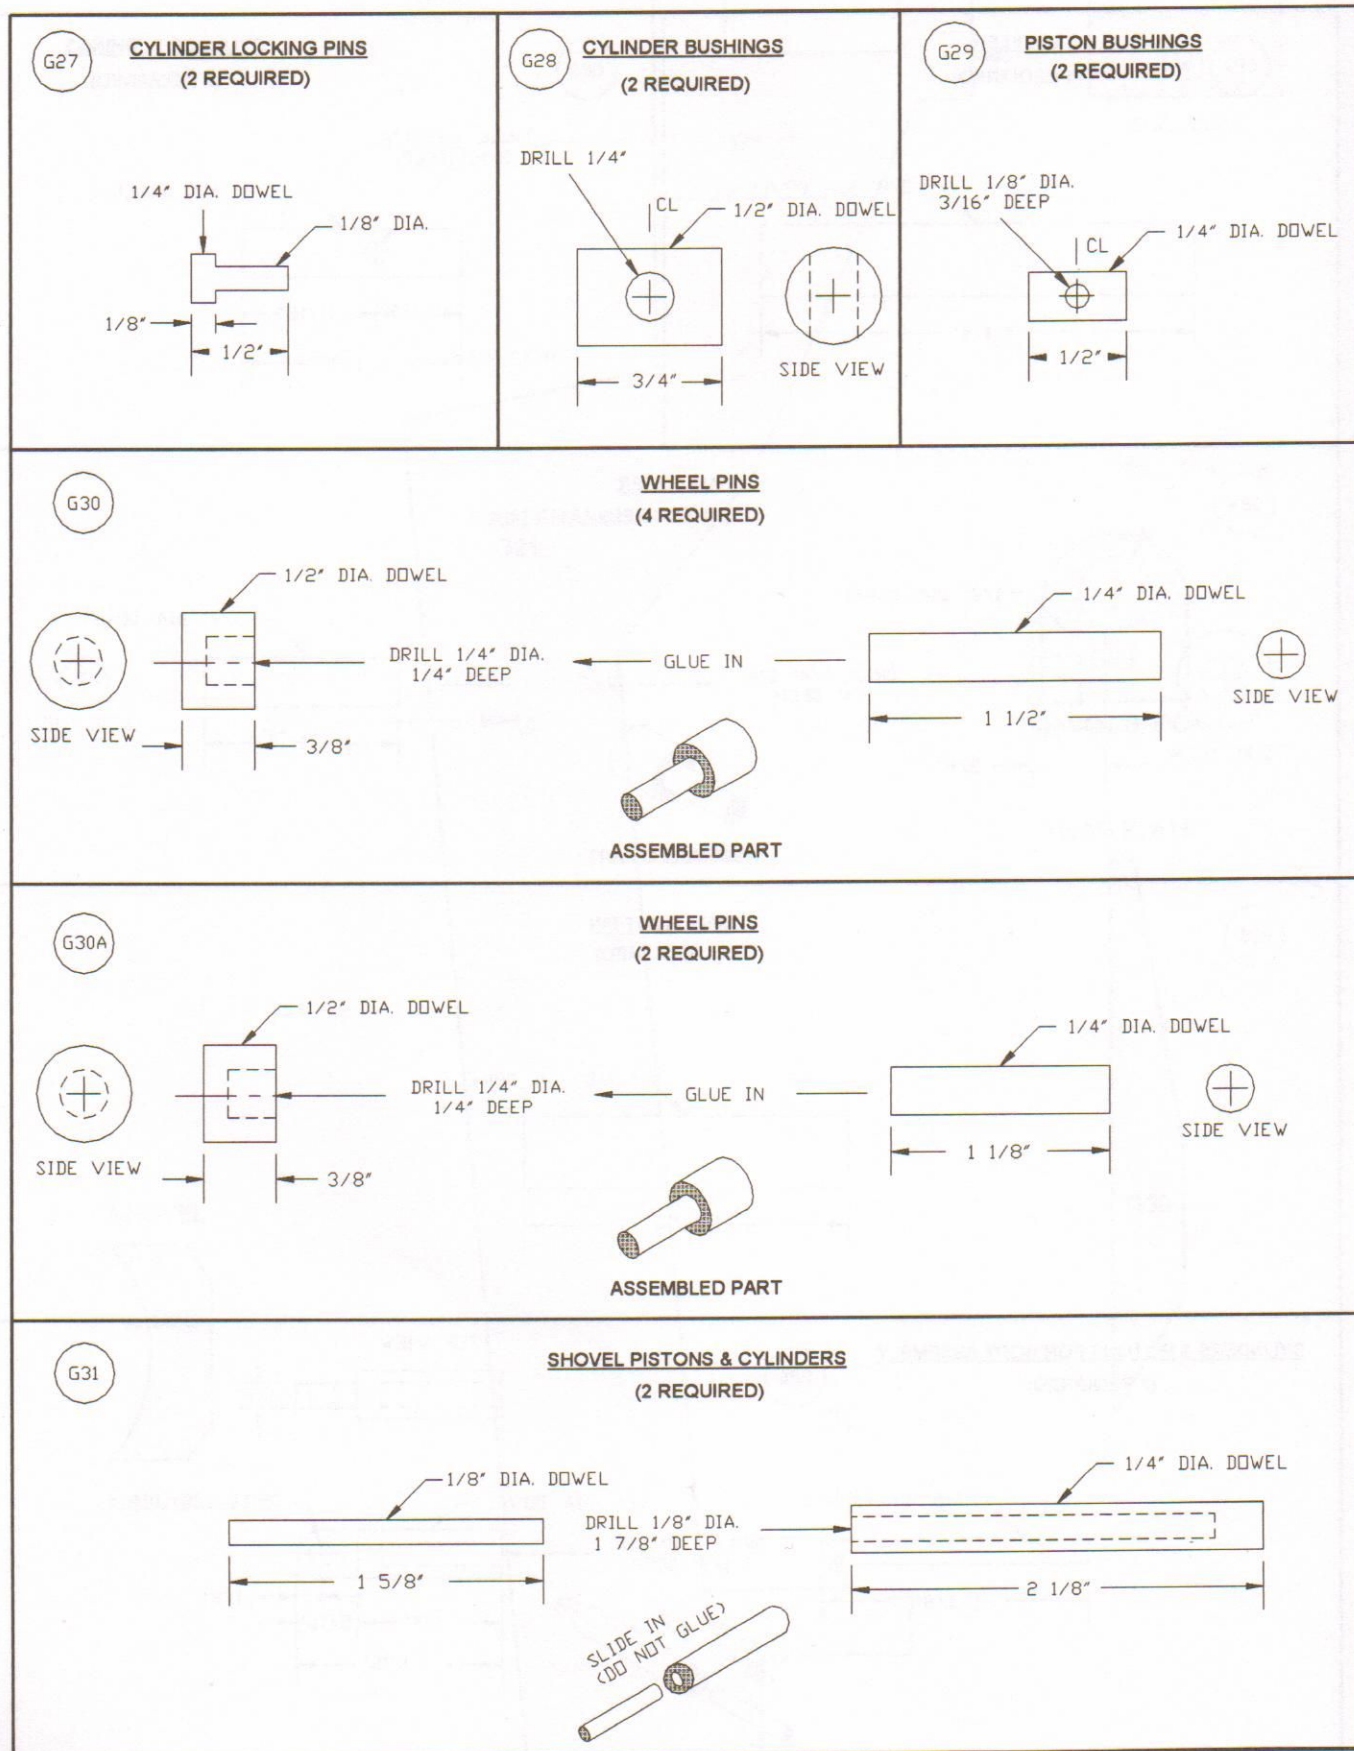 G27
CYLINDER LOCKING PINS
(2 REQUIRED)
1/4" DIA. DOWEL
1/8" DIA.
1/8"
1/2"
G28
CYLINDER BUSHINGS
(2 REQUIRED)
DRILL 1/4"
CL
1/2" DIA. DOWEL
3/4"
SIDE VIEW
G29
PISTON BUSHINGS
(2 REQUIRED)
DRILL 1/8" DIA.
3/16" DEEP
CL
1/4" DIA. DOWEL
1/2"
G30
WHEEL PINS
(4 REQUIRED)
1/2" DIA. DOWEL
SIDE VIEW
3/8"
DRILL 1/4" DIA.
1/4" DEEP
GLUE IN
1/4" DIA. DOWEL
1 1/2"
SIDE VIEW
ASSEMBLED PART
G30A
WHEEL PINS
(2 REQUIRED)
1/2" DIA. DOWEL
SIDE VIEW
3/8"
DRILL 1/4" DIA.
1/4" DEEP
GLUE IN
1/4" DIA. DOWEL
1 1/8"
SIDE VIEW
ASSEMBLED PART
G31
SHOVEL PISTONS & CYLINDERS
(2 REQUIRED)
1/8" DIA. DOWEL
1 5/8"
DRILL 1/8" DIA.
1 7/8" DEEP
1/4" DIA. DOWEL
2 1/8"
SLIDE IN
(DO NOT GLUE)